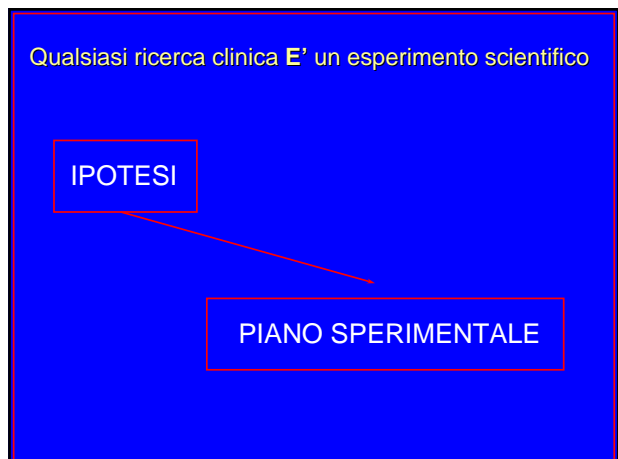 Qualsiasi ricerca clinica E' un esperimento scientifico
IPOTESI
PIANO SPERIMENTALE